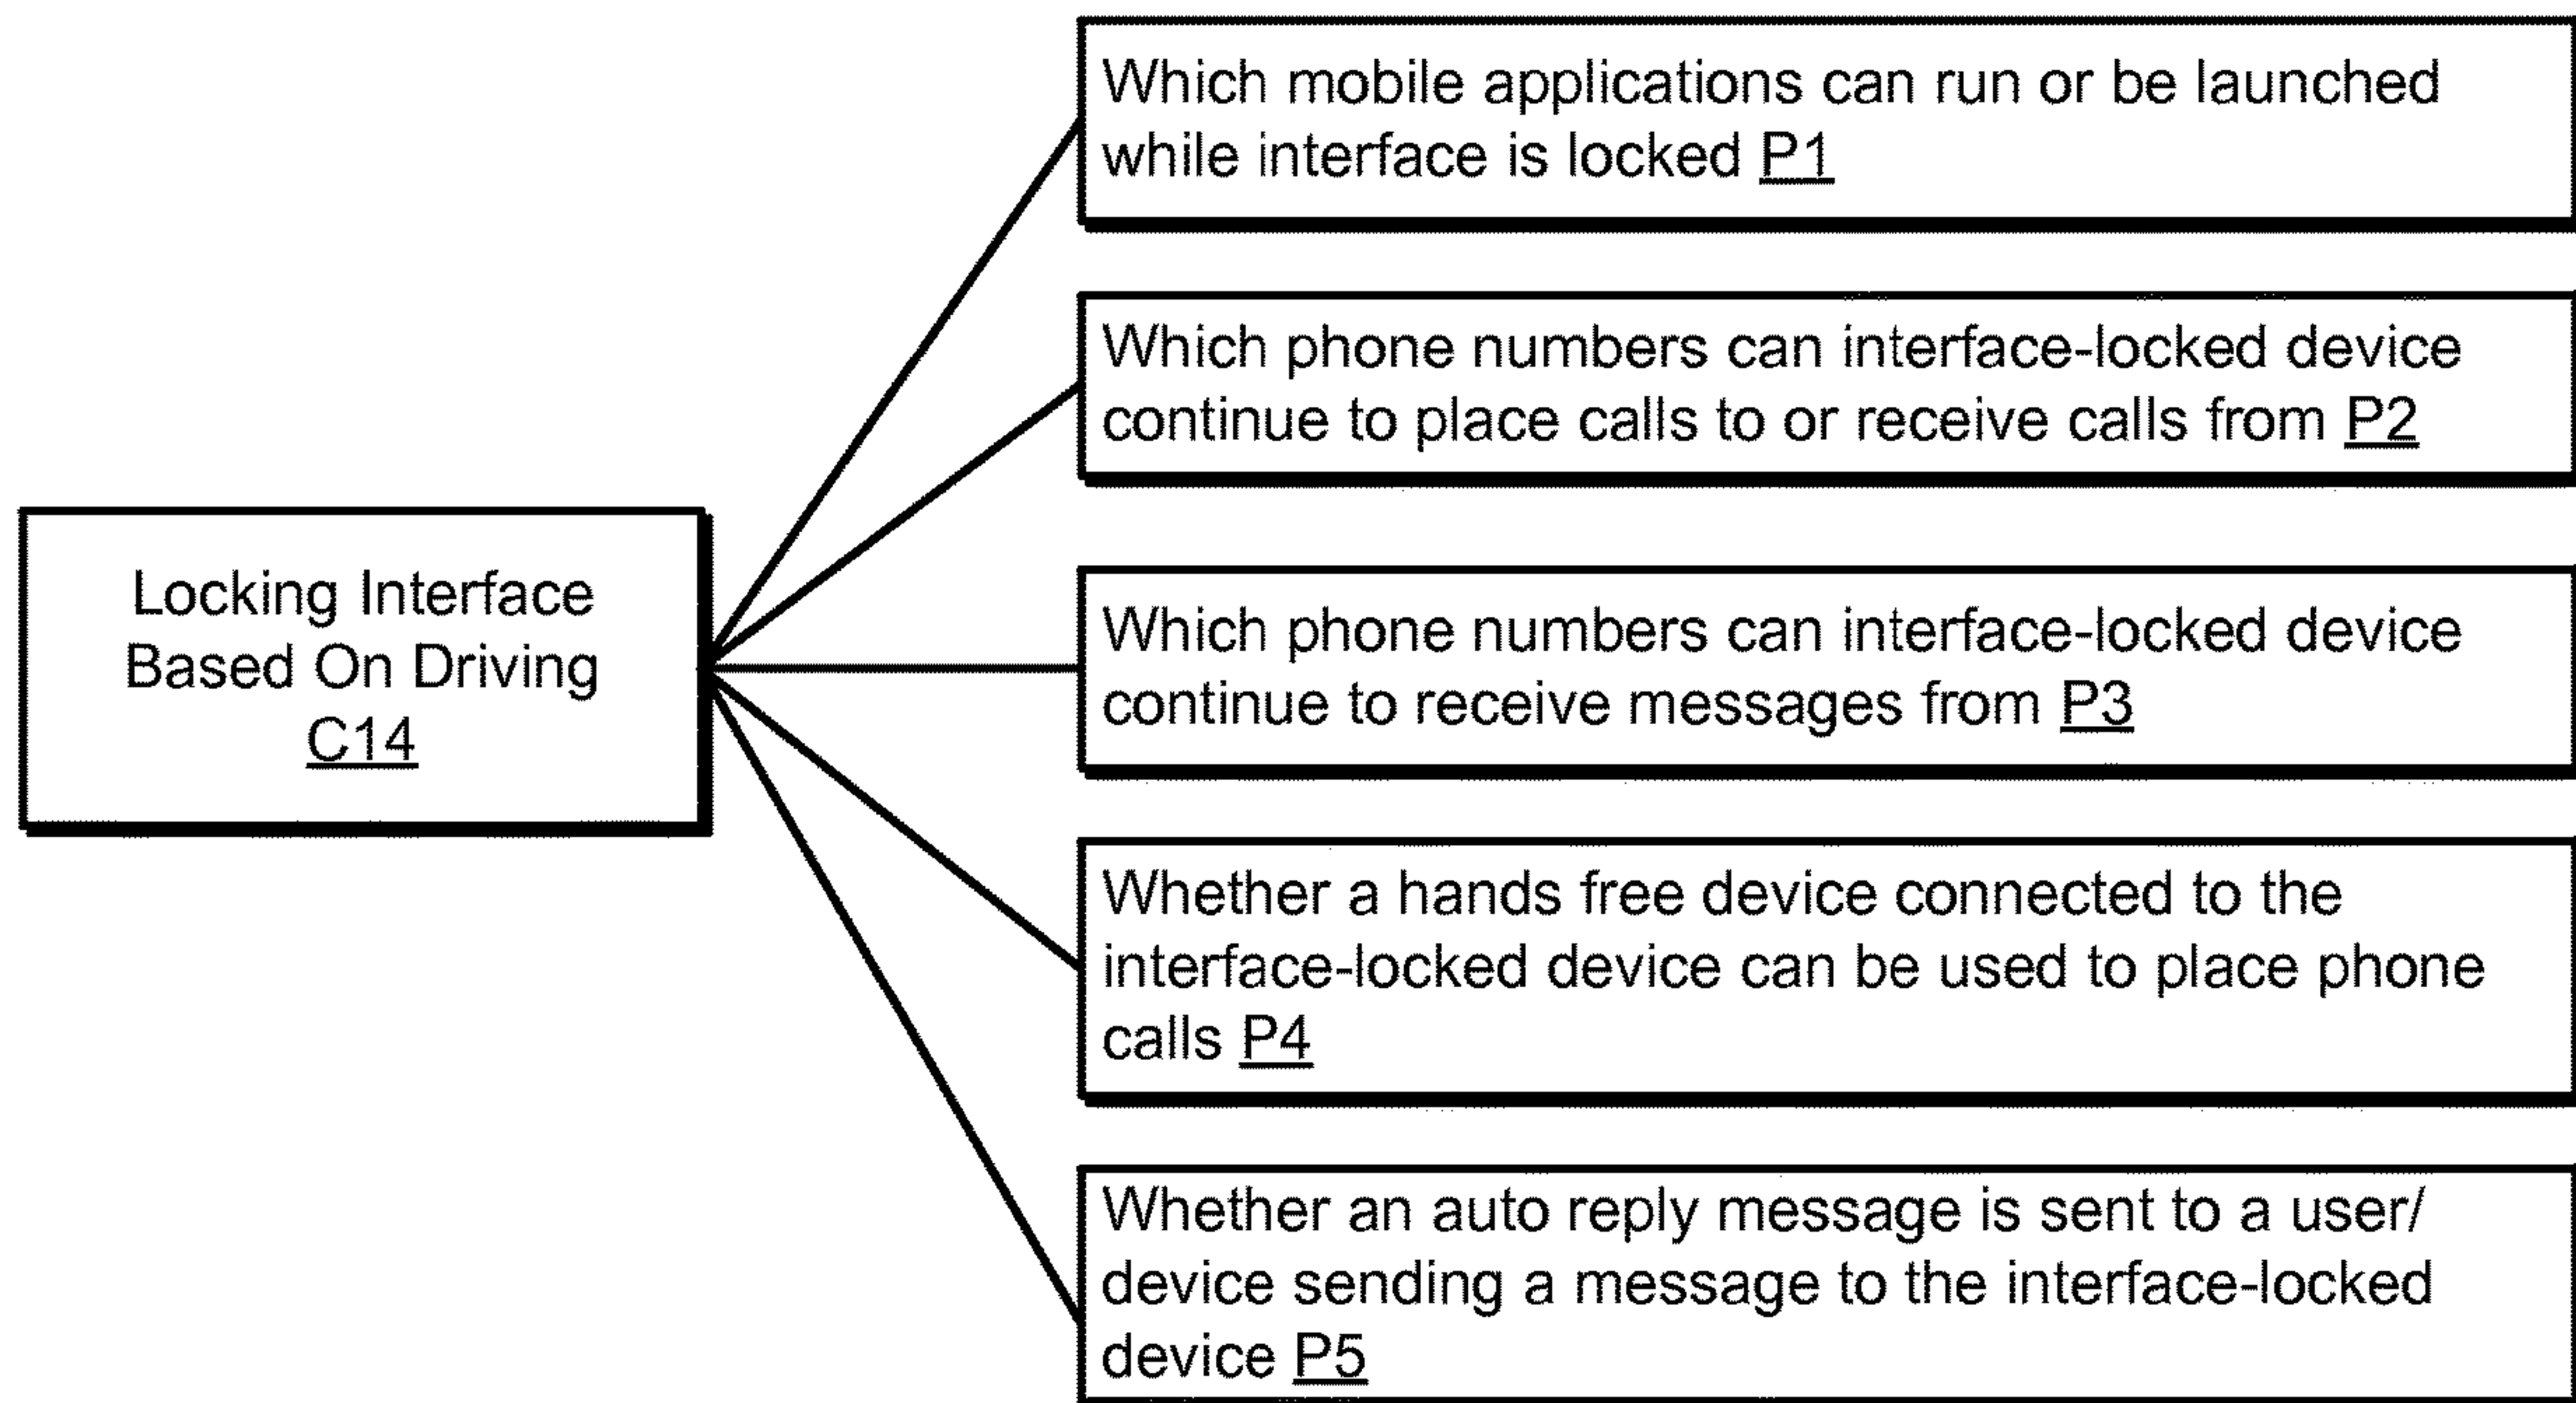 Which mobile applications can run or be launched
while interface is locked P1
Which phone numbers can interface-locked device
continue to place calls to or receive calls from P2
Locking Interface
Based On Driving
C14
Which phone numbers can interface-locked device
continue to receive messages from P3
Whether a hands free device connected to the
interface-locked device can be used to place phone
calls P4
Whether an auto reply message is sent to a user/
device sending a message to the interface-locked
device P5